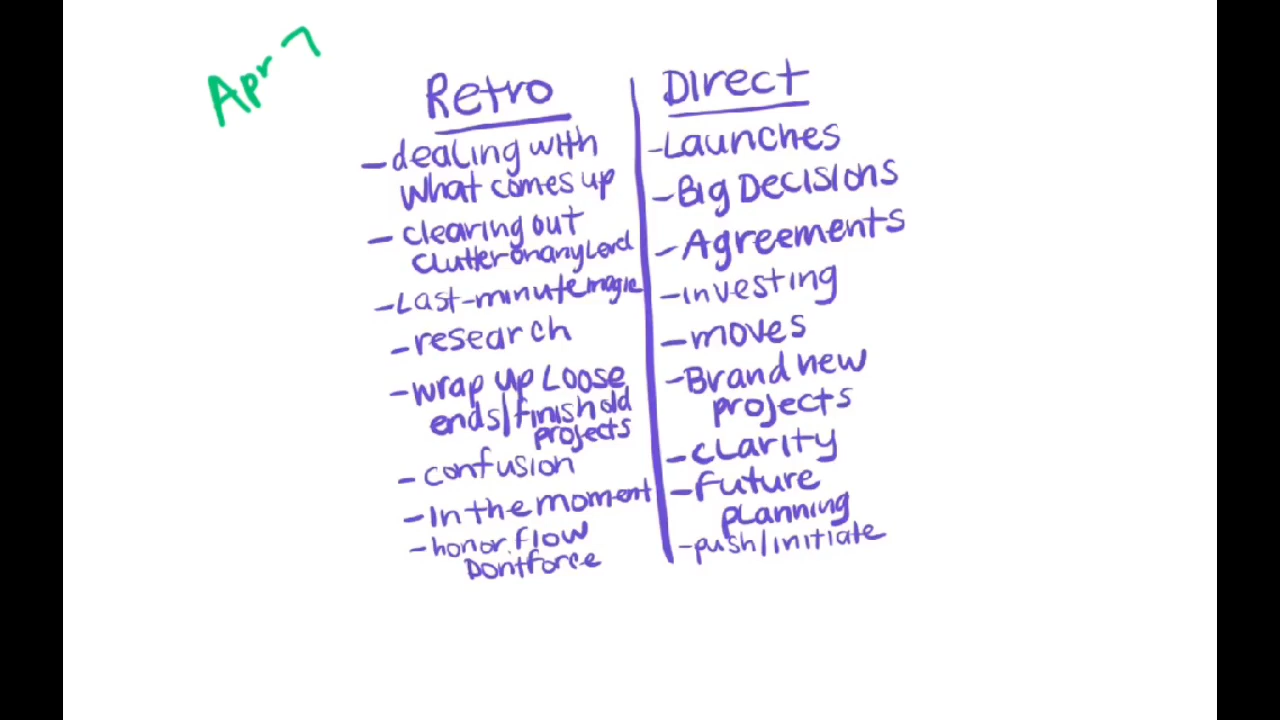 Apr 7
Retro
- dealing with
what comes up
- clearing out
clutter on any level
- Last-minute magic
- research
- wrap up Loose
ends/finish old
projects
- confusion
- In the moment
- honor flow
Dont force
Direct
- Launches
- Big Decisions
- Agreements
- investing
- moves
- Brand new
projects
- clarity
- future
planning
- push/initiate